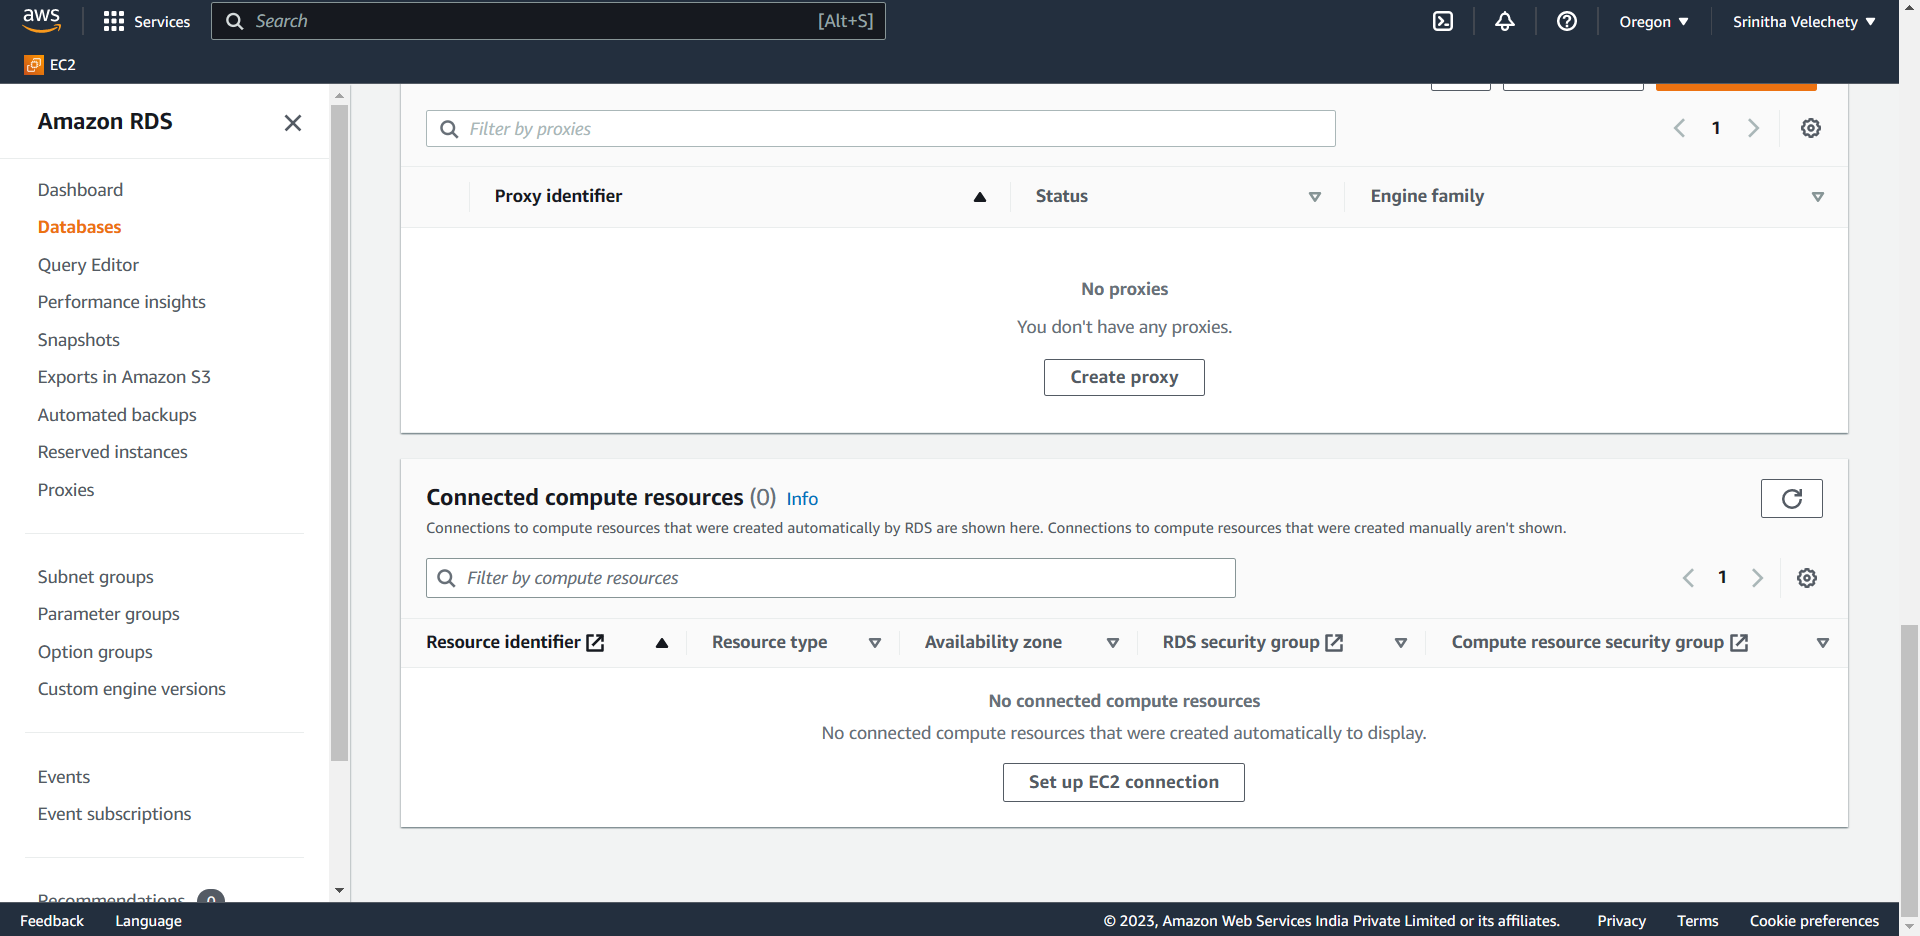 aws
Services
Search
[Alt+S]
Oregon
Srinitha Velechety
EC2
Amazon RDS
Dashboard
Databases
Query Editor
Performance insights
Snapshots
Exports in Amazon S3
Automated backups
Reserved instances
Proxies
Subnet groups
Parameter groups
Option groups
Custom engine versions
Events
Event subscriptions
Recommendations 0
Filter by proxies
1
Proxy identifier
Status
Engine family
No proxies
You don't have any proxies.
Create proxy
Connected compute resources (0) Info
Connections to compute resources that were created automatically by RDS are shown here. Connections to compute resources that were created manually aren't shown.
Filter by compute resources
1
Resource identifier
Resource type
Availability zone
RDS security group
Compute resource security group
No connected compute resources
No connected compute resources that were created automatically to display.
Set up EC2 connection
Feedback
Language
© 2023, Amazon Web Services India Private Limited or its affiliates.
Privacy
Terms
Cookie preferences